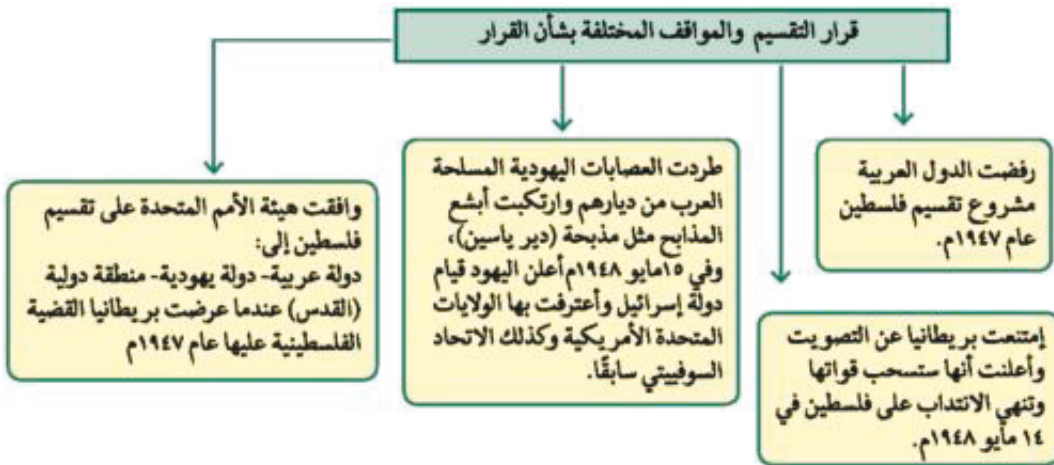 قرار التقسيم والمواقف المختلفة بشأن القرار
رفضت الدول العربية
مشروع تقسيم فلسطين
عام ١٩٤٧م.
إمتنعت بريطانيا عن التصويت
وأعلنت أنها ستسحب قواتها
وتنهي الانتداب على فلسطين في
١٤ مايو ١٩٤٨م.
طردت العصابات اليهودية المسلحة
العرب من ديارهم وارتكبت أبشع
المذابح مثل مذبحة (دير ياسين)،
وفي ١٥مايو ١٩٤٨م أعلن اليهود قيام
دولة إسرائيل وأعترفت بها الولايات
المتحدة الأمريكية وكذلك الاتحاد
السوفييتي سابقًا.
وافقت هيئة الأمم المتحدة على تقسيم
فلسطين إلى:
دولة عربية- دولة يهودية- منطقة دولية
(القدس) عندما عرضت بريطانيا القضية
الفلسطينية عليها عام ١٩٤٧م